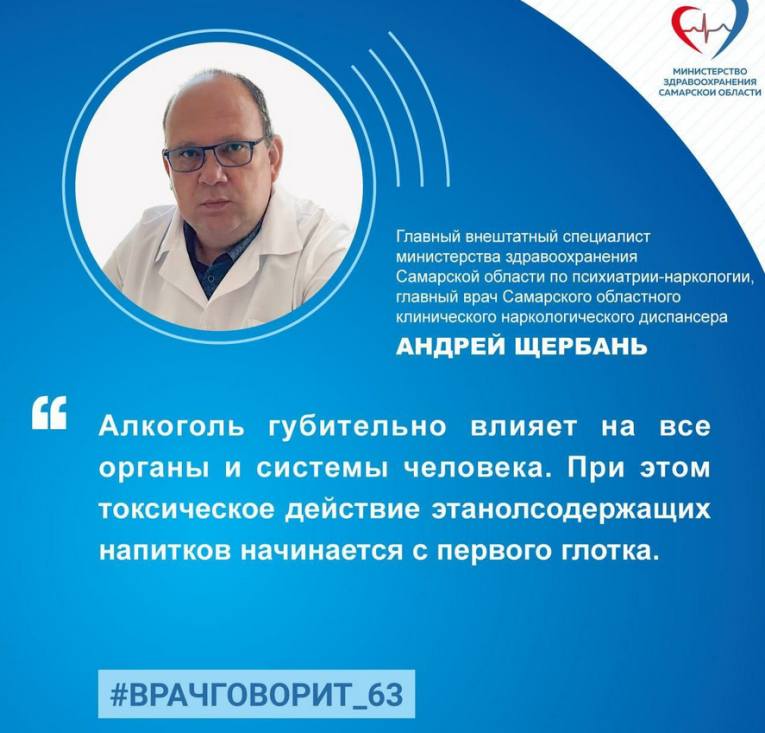 МИНИСТЕРСТВО
ЗДРАВООХРАНЕНИЯ
САМАРСКОЙ ОБЛАСТИ
Главный внештатный специалист
министерства здравоохранения
Самарской области по психиатрии-наркологии,
главный врач Самарского областного
клинического наркологического диспансера
АНДРЕЙ ЩЕРБАНЬ
“
Алкоголь губительно влияет на все
органы и системы человека. При этом
токсическое действие этанолсодержащих
напитков начинается с первого глотка.
#ВРАЧГОВОРИТ_63